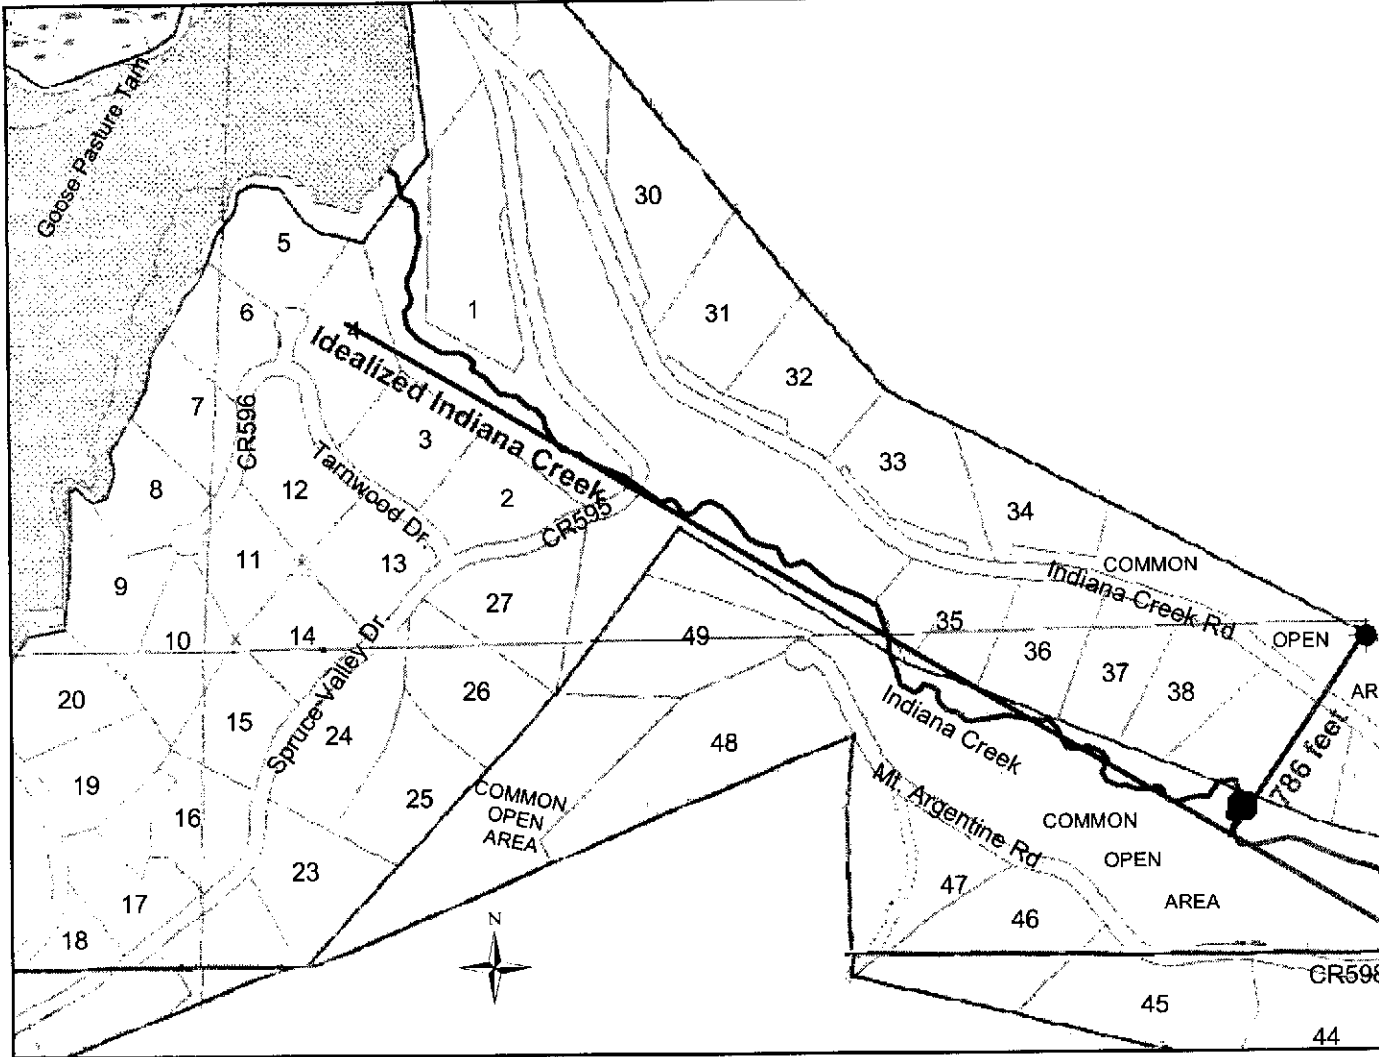 Goose Pasture Tarn
30
5
1
6
31
Idealized Indiana Creek
32
7
CR596
3
33
8
12
Tarnwood Dr.
2
34
CR595
11
13
COMMON
Indiana Creek Rd
9
27
35
OPEN
10
14
49
36
37
38
AR
20
26
Spruce Valley Dr.
15
24
Indiana Creek
48
786 feet
19
25
COMMON
OPEN
AREA
Mt. Argentine Rd
16
COMMON
OPEN
AREA
23
47
17
46
18
N
CR598
45
44